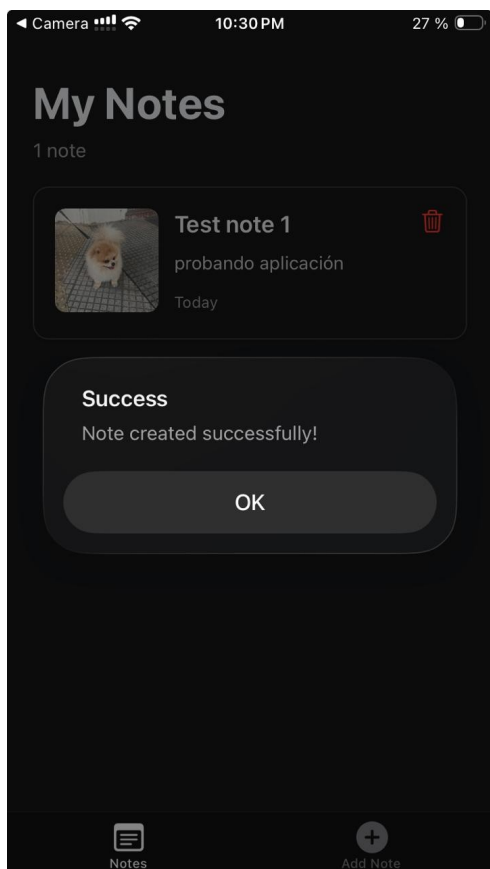 Camera
10:30 PM
27 %
My Notes
1 note
Test note 1
probando aplicación
Today
Success
Note created successfully!
OK
Notes
Add Note